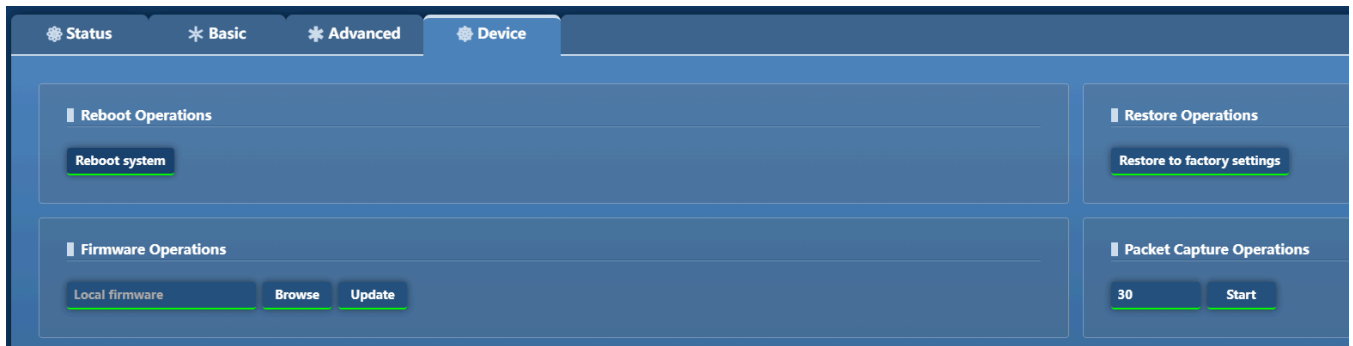 Status Basic Advanced Device
Reboot Operations
Reboot system
Restore Operations
Restore to factory settings
Firmware Operations
Local firmware Browse Update
Packet Capture Operations
30 Start